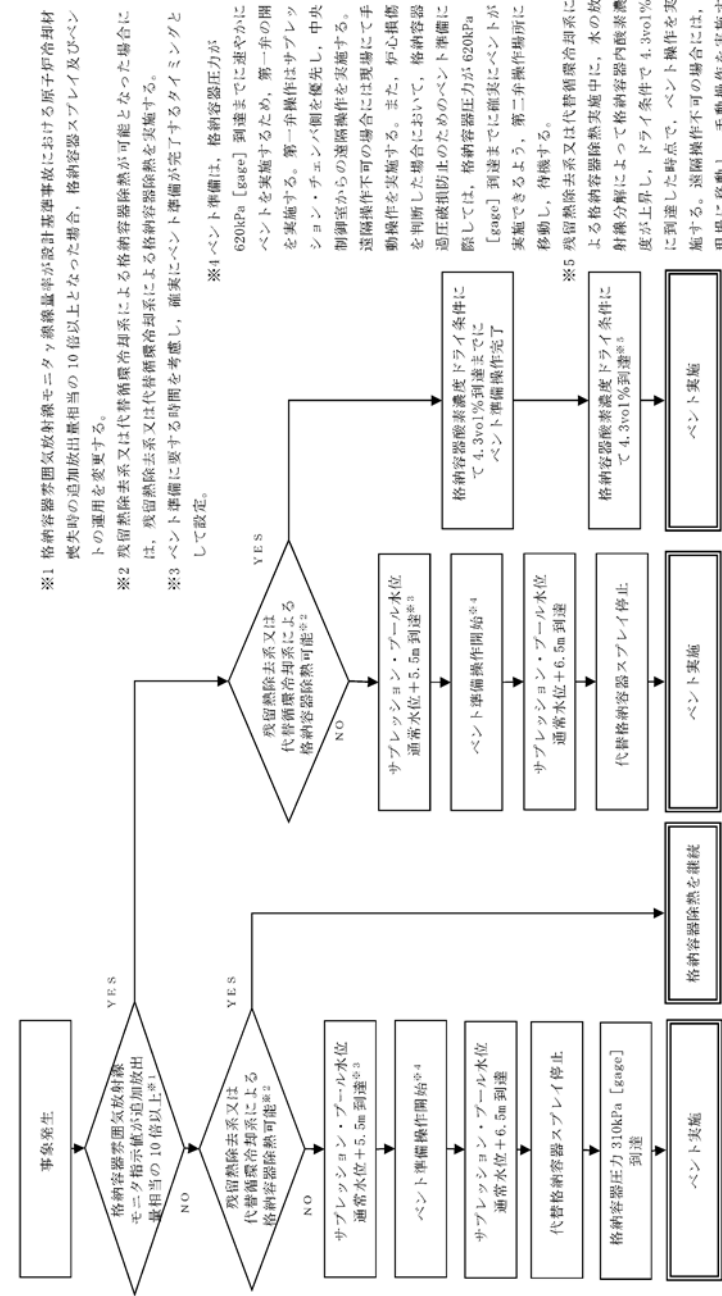 事象発生
格納容器雰囲気放射線
モニタ指示値が追加放出
量相当の 10 倍以上※1
YES
NO
残留熱除去系又は
代替循環冷却系による
格納容器除熱可能※2
YES
NO
サプレッション・プール水位
通常水位＋5.5m 到達※3
ベント準備操作開始※4
サプレッション・プール水位
通常水位＋6.5m 到達
代替格納容器スプレイ停止
格納容器圧力 310kPa［gage］
到達
ベント実施
格納容器除熱を継続
残留熱除去系又は
代替循環冷却系による
格納容器除熱可能※2
YES
NO
サプレッション・プール水位
通常水位＋5.5m 到達※3
ベント準備操作開始※4
サプレッション・プール水位
通常水位＋6.5m 到達
代替格納容器スプレイ停止
ベント実施
格納容器酸素濃度ドライ条件に
て 4.3vol％到達までに
ベント準備操作完了
格納容器酸素濃度ドライ条件に
て 4.3vol％到達※5
ベント実施
※1 格納容器雰囲気放射線モニタγ線線量率が設計基準事故における原子炉冷却材
喪失時の追加放出量相当の 10 倍以上となった場合，格納容器スプレイ及びベン
トの運用を変更する。
※2 残留熱除去系又は代替循環冷却系による格納容器除熱が可能となった場合に
は，残留熱除去系又は代替循環冷却系による格納容器除熱を実施する。
※3 ベント準備に要する時間を考慮し，確実にベント準備が完了するタイミングと
して設定。
※4 ベント準備は，格納容器圧力が
620kPa［gage］到達までに速やかに
ベントを実施するため，第一弁の開
を実施する。第一弁操作はサプレッ
ション・チェンバ側を優先し，中央
制御室からの遠隔操作を実施する。
遠隔操作不可の場合には現場にて手
動操作を実施する。また，炉心損傷
を判断した場合において，格納容器
過圧破損防止のためのベント準備に
際しては，格納容器圧力が 620kPa
［gage］到達までに確実にベントが
実施できるよう，第二弁操作場所に
移動し，待機する。
※5 残留熱除去系又は代替循環冷却系に
よる格納容器除熱実施中に，水の放
射線分解によって格納容器内酸素濃
度が上昇し，ドライ条件で 4.3vol％
に到達した時点で，ベント操作を実
施する。遠隔操作不可の場合には，